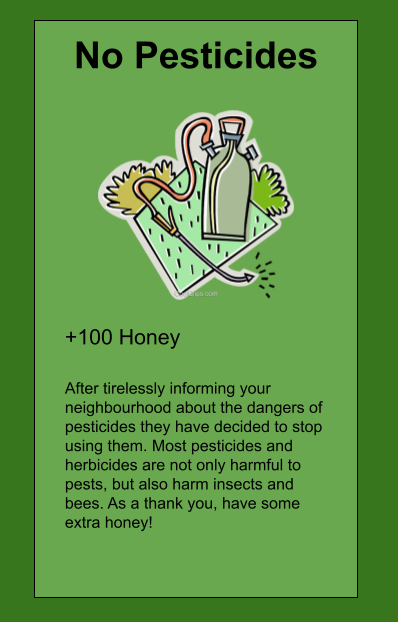 No Pesticides
+100 Honey
After tirelessly informing your
neighbourhood about the dangers of
pesticides they have decided to stop
using them. Most pesticides and
herbicides are not only harmful to
pests, but also harm insects and
bees. As a thank you, have some
extra honey!